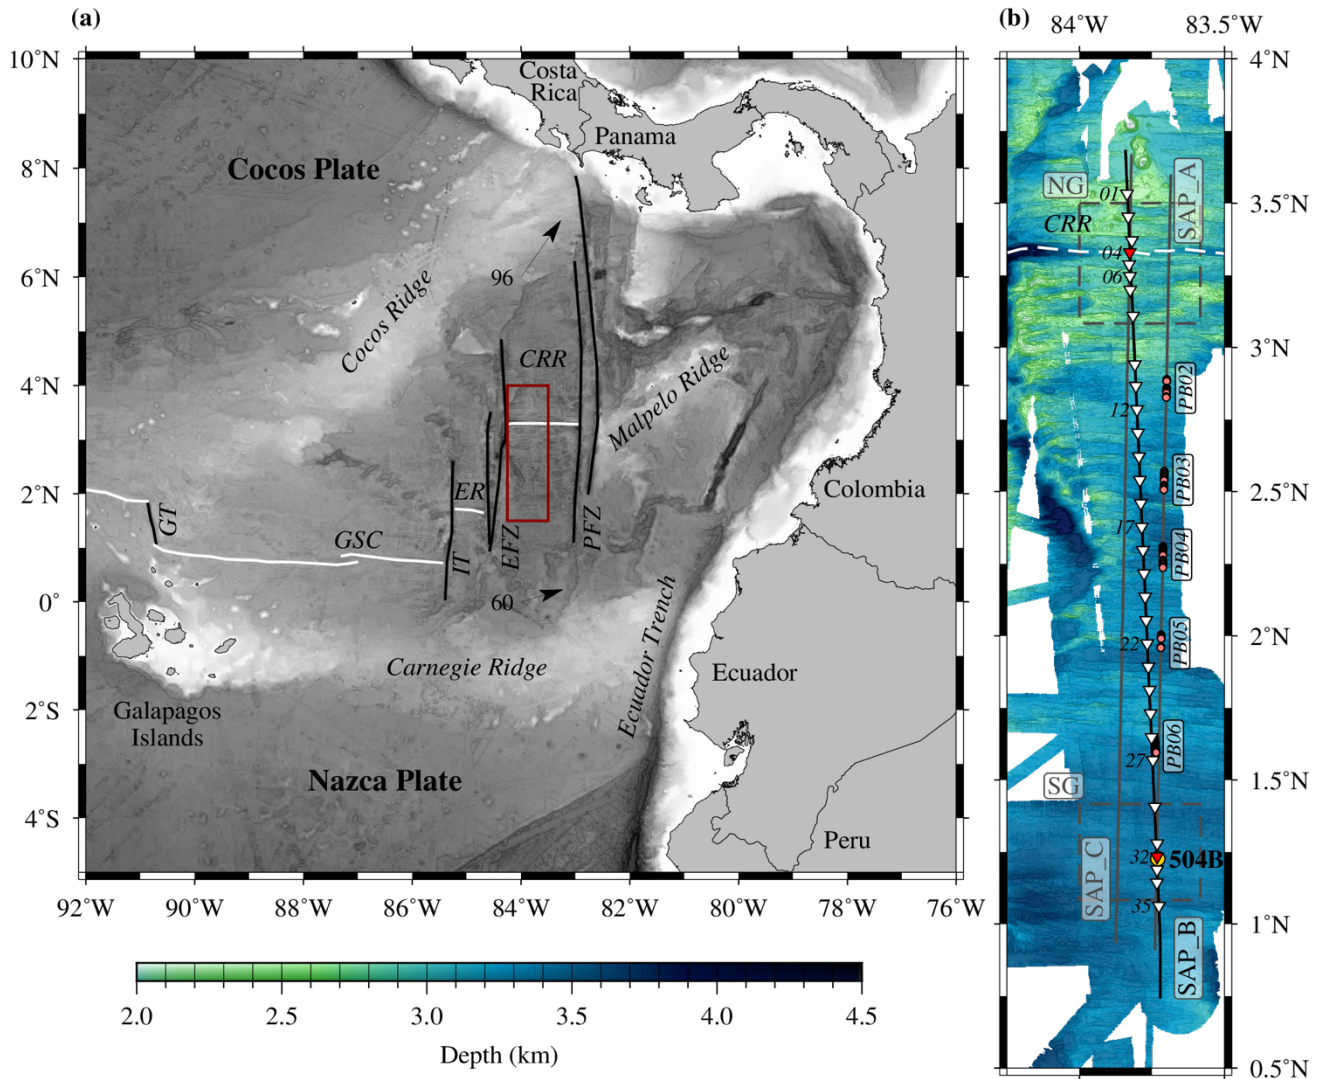 (a)
(b)
84˚W
83.5˚W
10˚N
8˚N
6˚N
4˚N
2˚N
0˚
2˚S
4˚S
92˚W
90˚W
88˚W
86˚W
84˚W
82˚W
80˚W
78˚W
76˚W
Costa
Rica
Panama
Cocos Plate
96
Cocos Ridge
CRR
Malpelo Ridge
Colombia
ER
GT
GSC
IT
EFZ
PFZ
60
Ecuador Trench
Carnegie Ridge
Ecuador
Galapagos
Islands
Nazca Plate
Peru
2.0
2.5
3.0
3.5
4.0
4.5
Depth (km)
4˚N
3.5˚N
3˚N
2.5˚N
2˚N
1.5˚N
1˚N
0.5˚N
NG
01
SAP_A
CRR
04
06
PB02
12
PB03
17
PB04
22
PB05
PB06
27
SG
32
504B
SAP_C
35
SAP_B